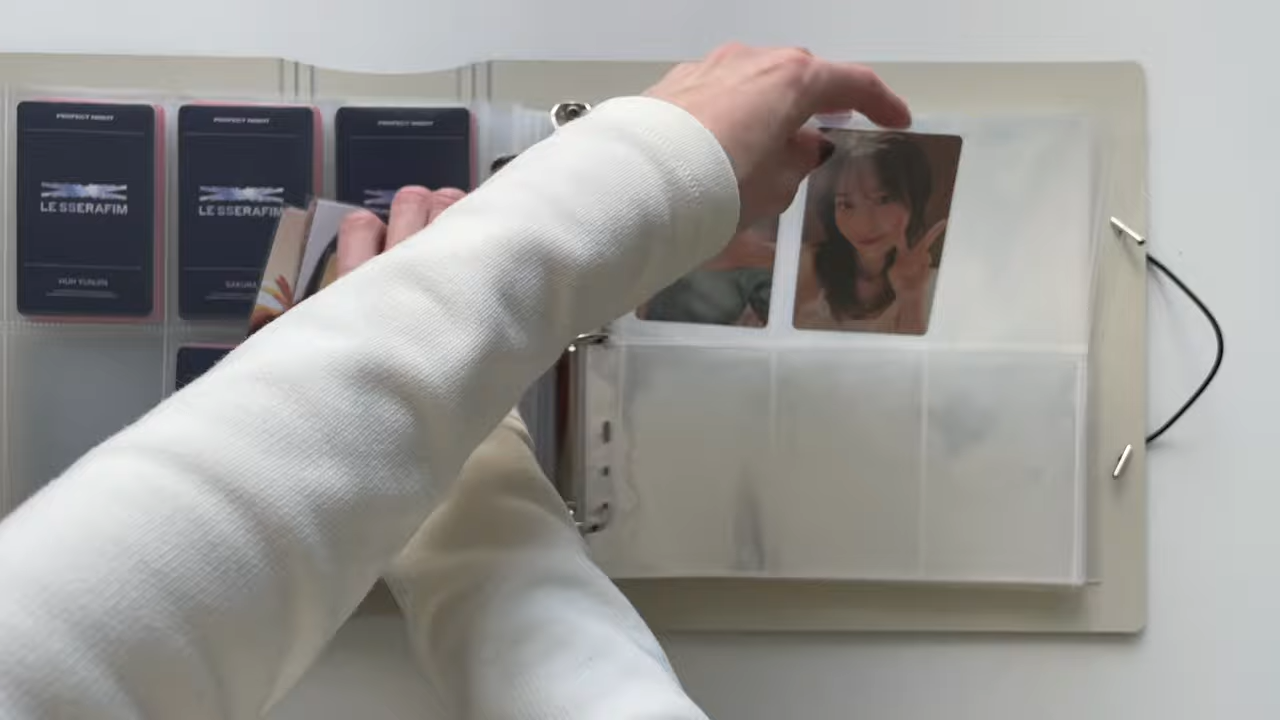 PERFECT NIGHT
LE SSERAFIM
HUH YUNJIN
PERFECT NIGHT
LE SSERAFIM
SAKURA
PERFECT NIGHT